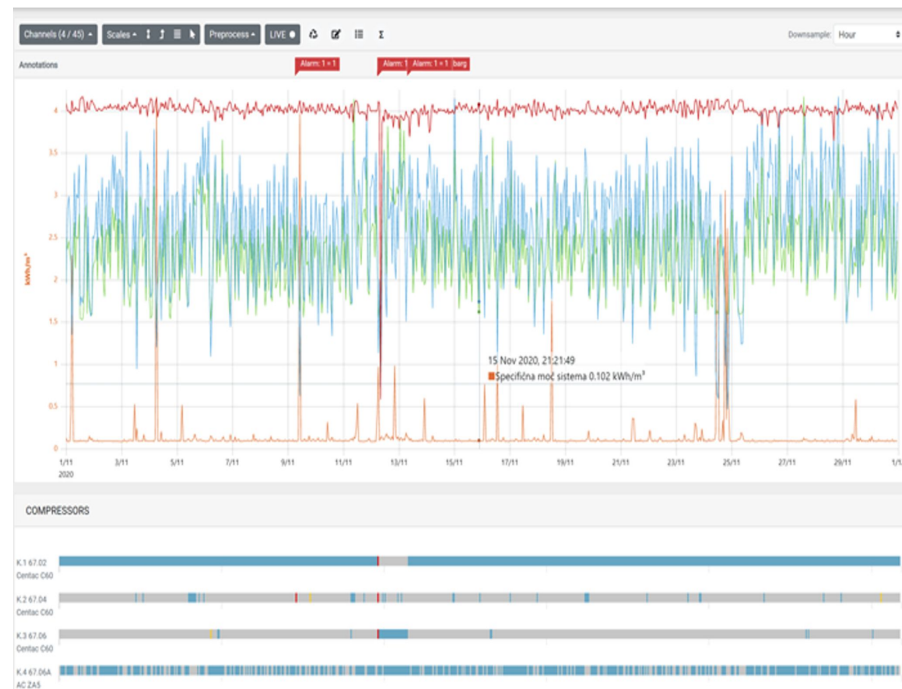 Channels (4 / 45) Scales Preprocess LIVE Σ Downsample: Hour
Annotations Alarm: 1 × 1 Alarm: 1 Alarm: 1 × 1 barg
4
3.5
3
2.5
2
1.5
1
0.5
0
kWh/m³
15 Nov 2020, 21:21:49
Specifična moč sistema 0.102 kWh/m³
1/11 3/11 5/11 7/11 9/11 11/11 13/11 15/11 17/11 19/11 21/11 23/11 25/11 27/11 29/11
2020
COMPRESSORS
K.1 67.02
Centac C60
K.2 67.04
Centac C60
K.3 67.06
Centac C60
K.4 67.06A
AC ZA5